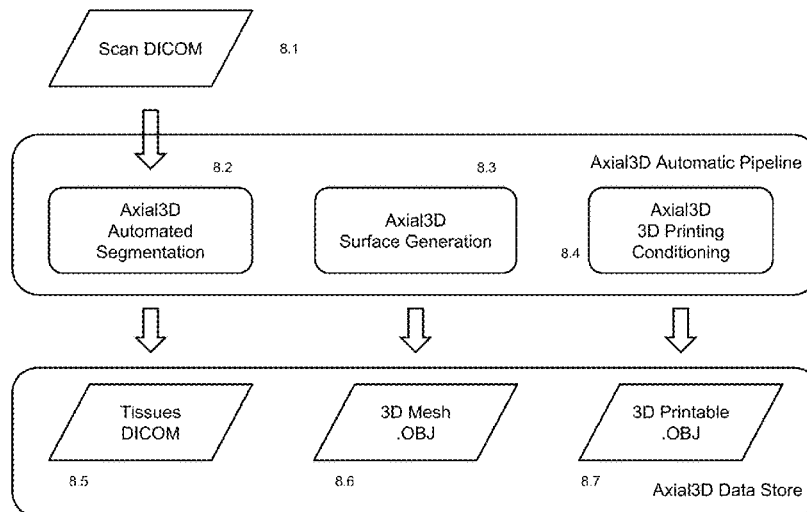 Scan DICOM
8.1
8.2
8.3
Axial3D Automatic Pipeline
Axial3D
Automated
Segmentation
Axial3D
Surface Generation
8.4
Axial3D
3D Printing
Conditioning
Tissues
DICOM
3D Mesh
.OBJ
3D Printable
.OBJ
8.5
8.6
8.7
Axial3D Data Store